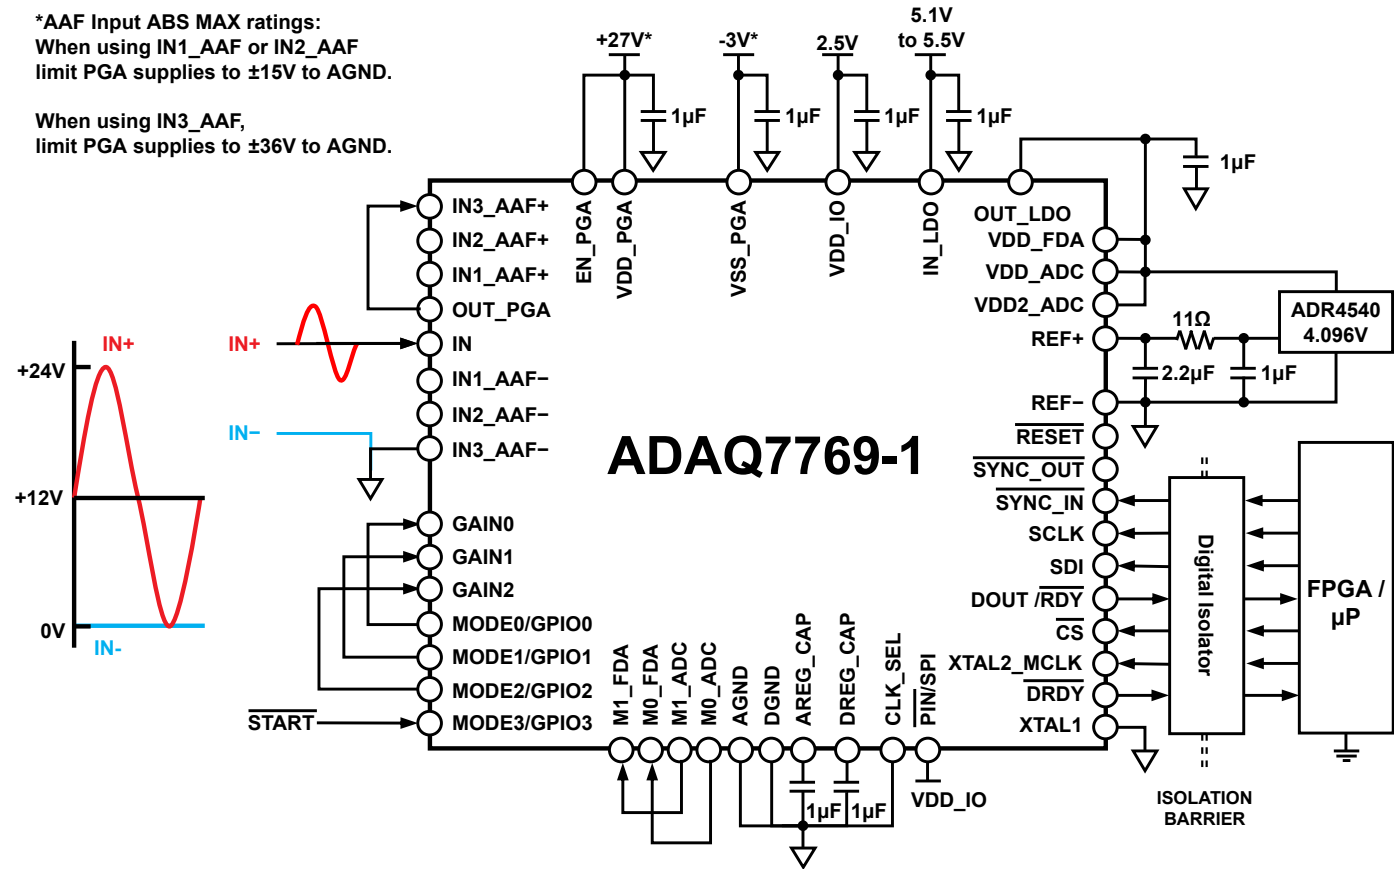 *AAF Input ABS MAX ratings:
When using IN1_AAF or IN2_AAF
limit PGA supplies to ±15V to AGND.
When using IN3_AAF,
limit PGA supplies to ±36V to AGND.
+27V*
-3V*
2.5V
5.1V
to 5.5V
1µF
1µF
1µF
1µF
1µF
EN_PGA
VDD_PGA
VSS_PGA
VDD_IO
IN_LDO
OUT_LDO
IN3_AAF+
IN2_AAF+
IN1_AAF+
OUT_PGA
IN
IN1_AAF−
IN2_AAF−
IN3_AAF−
GAIN0
GAIN1
GAIN2
MODE0/GPIO0
MODE1/GPIO1
MODE2/GPIO2
MODE3/GPIO3
START
IN+
IN−
IN+
+24V
+12V
0V
IN-
ADAQ7769-1
VDD_FDA
VDD_ADC
VDD2_ADC
REF+
REF−
RESET
SYNC_OUT
SYNC_IN
SCLK
SDI
DOUT /RDY
CS
XTAL2_MCLK
DRDY
XTAL1
11Ω
2.2µF
1µF
ADR4540
4.096V
Digital Isolator
FPGA /
µP
ISOLATION
BARRIER
M1_FDA
M0_FDA
M1_ADC
M0_ADC
AGND
DGND
AREG_CAP
DREG_CAP
CLK_SEL
PIN/SPI
1µF
1µF
VDD_IO